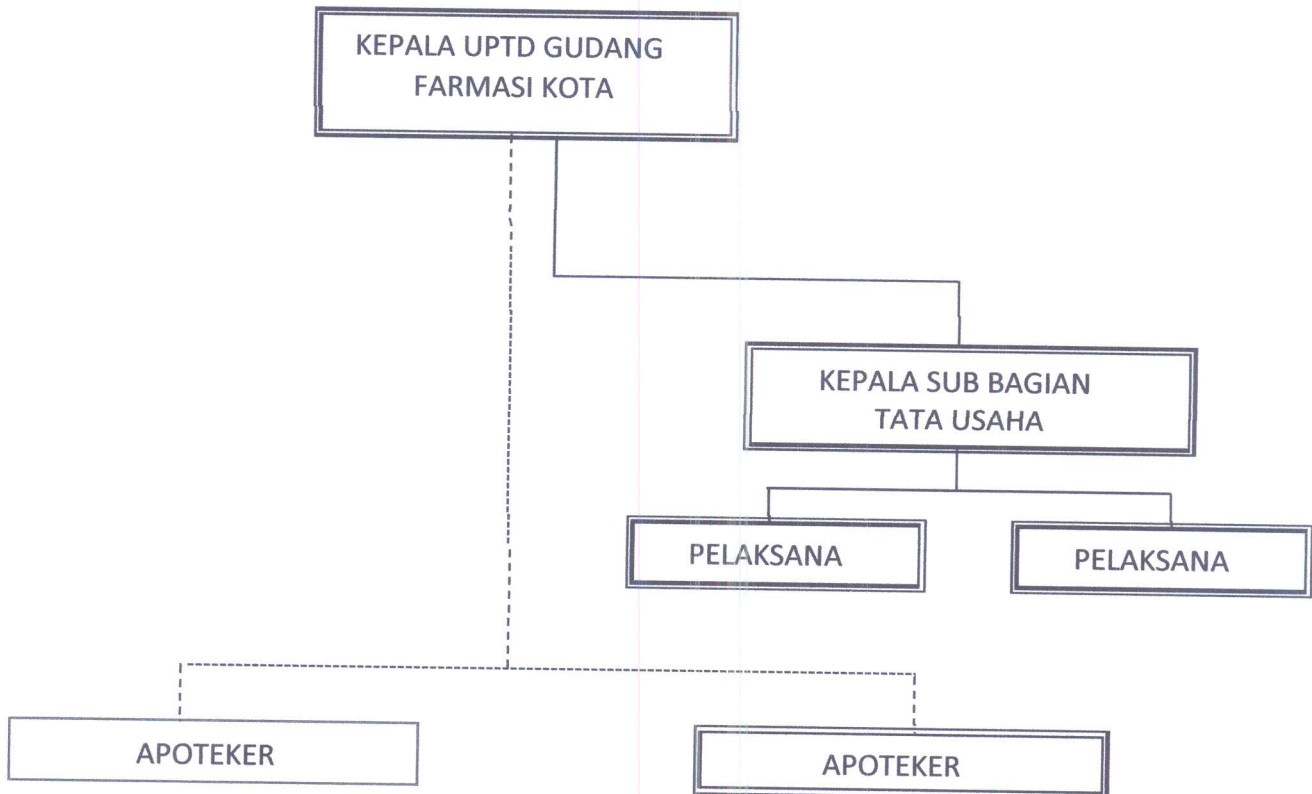 KEPALA UPTD GUDANG
FARMASI KOTA
KEPALA SUB BAGIAN
TATA USAHA
PELAKSANA
PELAKSANA
APOTEKER
APOTEKER